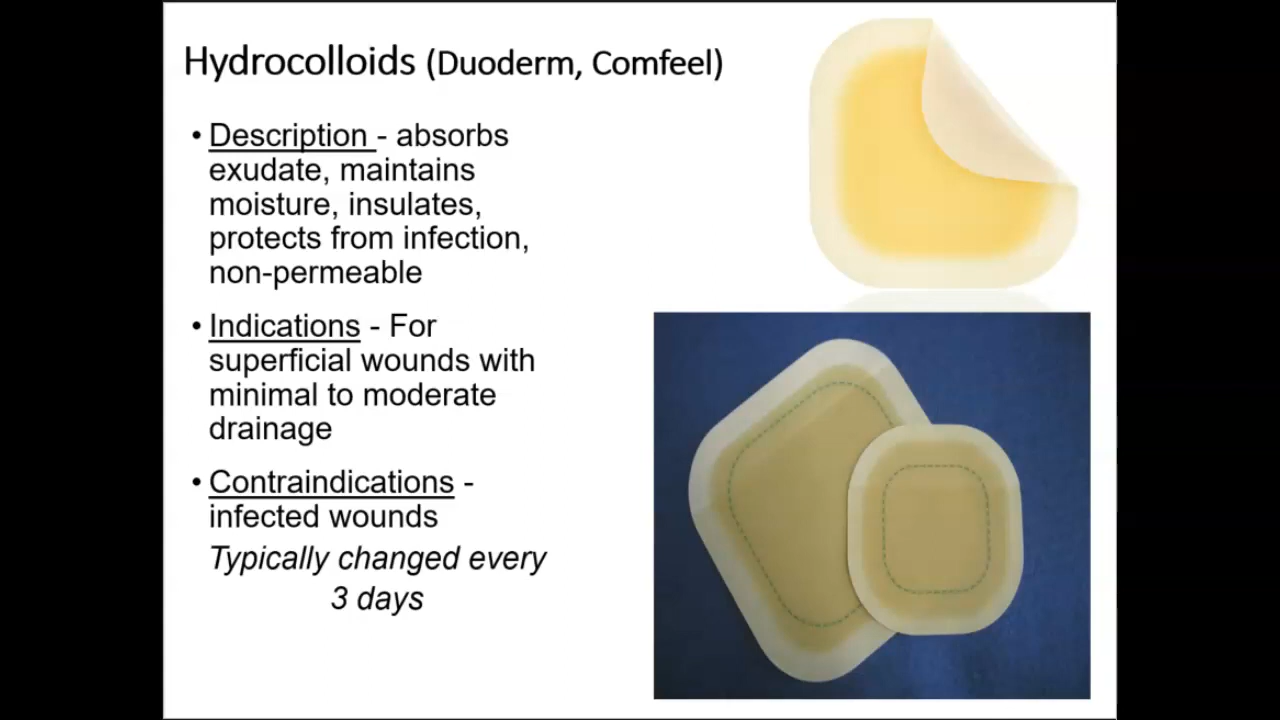 Hydrocolloids (Duoderm, Comfeel)
• Description - absorbs
exudate, maintains
moisture, insulates,
protects from infection,
non-permeable
• Indications - For
superficial wounds with
minimal to moderate
drainage
• Contraindications -
infected wounds
Typically changed every
3 days